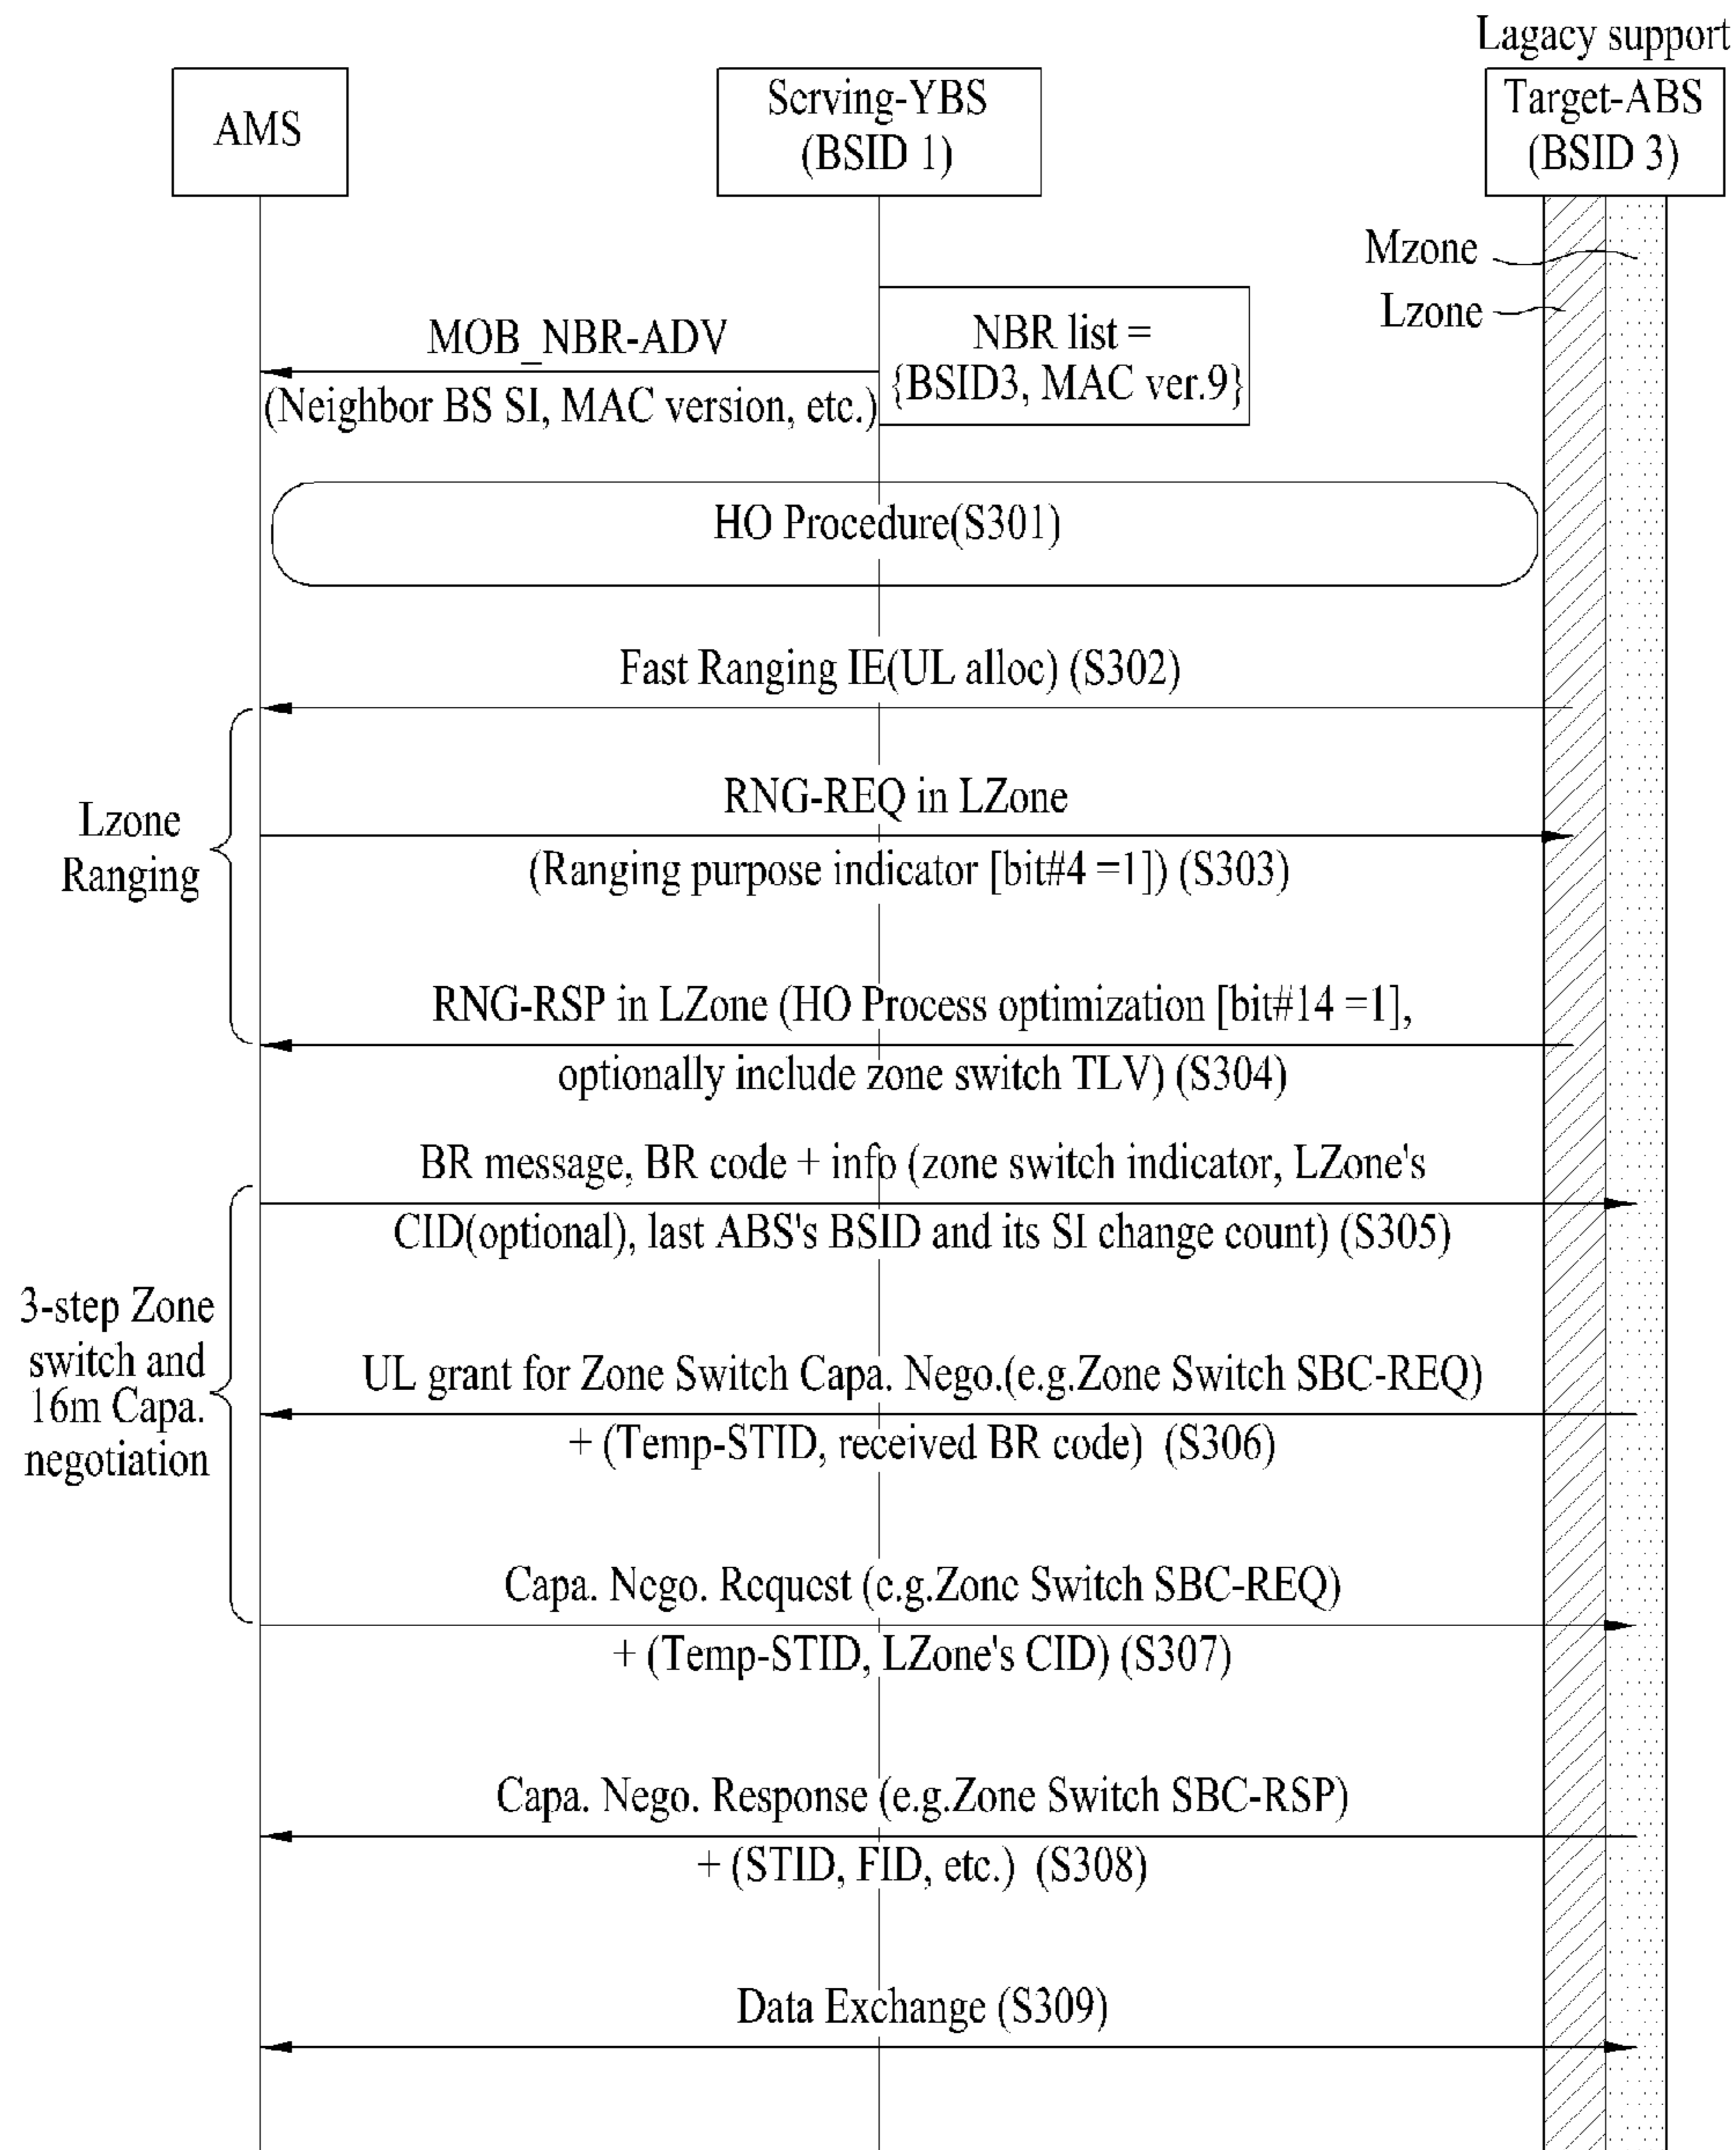 Lagacy support
AMS
Serving-YBS
(BSID 1)
Target-ABS
(BSID 3)
Mzone
Lzone
MOB_NBR-ADV
(Neighbor BS SI, MAC version, etc.)
NBR list =
{BSID3, MAC ver.9}
HO Procedure(S301)
Fast Ranging IE(UL alloc) (S302)
Lzone
Ranging
RNG-REQ in LZone
(Ranging purpose indicator [bit#4 =1]) (S303)
RNG-RSP in LZone (HO Process optimization [bit#14 =1],
optionally include zone switch TLV) (S304)
BR message, BR code + info (zone switch indicator, LZone's
CID(optional), last ABS's BSID and its SI change count) (S305)
3-step Zone
switch and
16m Capa.
negotiation
UL grant for Zone Switch Capa. Nego.(e.g.Zone Switch SBC-REQ)
+ (Temp-STID, received BR code) (S306)
Capa. Nego. Request (e.g.Zone Switch SBC-REQ)
+ (Temp-STID, LZone's CID) (S307)
Capa. Nego. Response (e.g.Zone Switch SBC-RSP)
+ (STID, FID, etc.) (S308)
Data Exchange (S309)